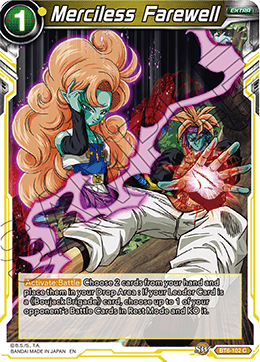 1
Merciless Farewell
EXTRA
Activate:Battle Choose 2 cards from your hand and
place them in your Drop Area : If your Leader Card is
a 《Boujack Brigade》 card, choose up to 1 of your
opponent's Battle Cards in Rest Mode and KO it.
©B.S./S., T.A.
BANDAI MADE IN JAPAN EN
BT6-102 C